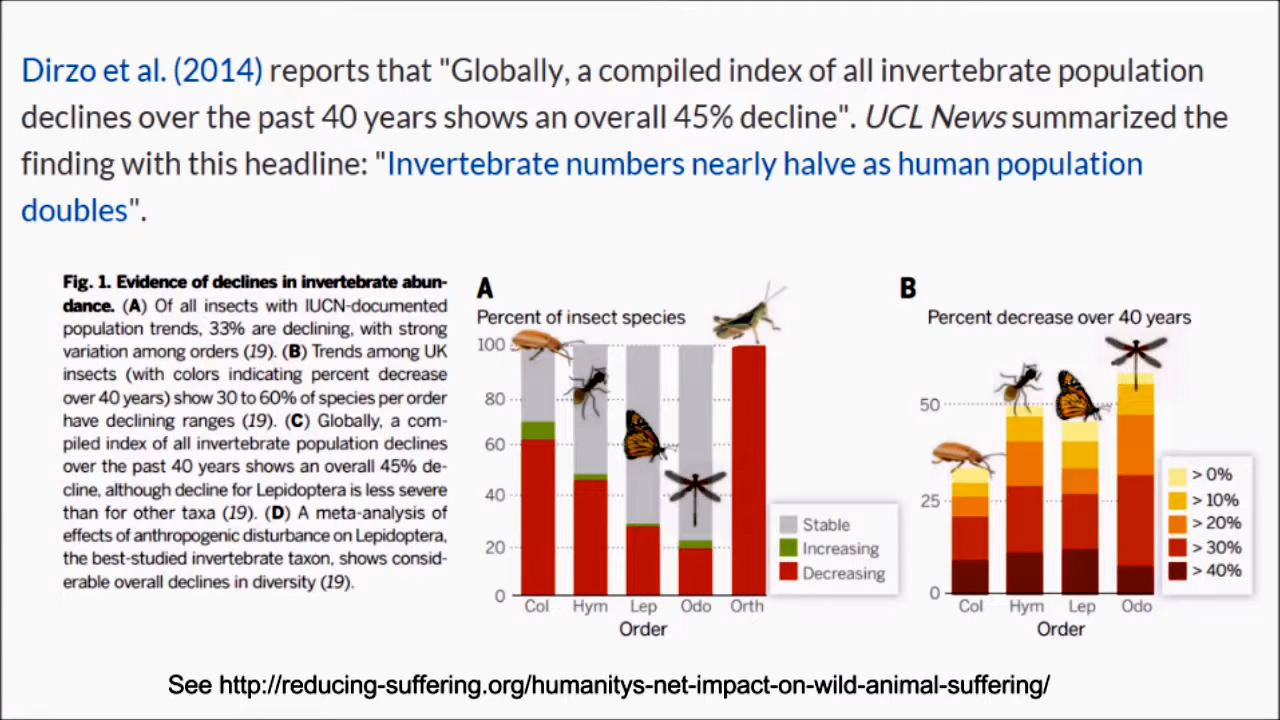 Dirzo et al. (2014) reports that "Globally, a compiled index of all invertebrate population
declines over the past 40 years shows an overall 45% decline". UCL News summarized the
finding with this headline: "Invertebrate numbers nearly halve as human population
doubles".
Fig. 1. Evidence of declines in invertebrate abun-
dance. (A) Of all insects with IUCN-documented
population trends, 33% are declining, with strong
variation among orders (19). (B) Trends among UK
insects (with colors indicating percent decrease
over 40 years) show 30 to 60% of species per order
have declining ranges (19). (C) Globally, a com-
piled index of all invertebrate population declines
over the past 40 years shows an overall 45% de-
cline, although decline for Lepidoptera is less severe
than for other taxa (19). (D) A meta-analysis of
effects of anthropogenic disturbance on Lepidoptera,
the best-studied invertebrate taxon, shows consid-
erable overall declines in diversity (19).
A
Percent of insect species
100
80
60
40
20
0
Col Hym Lep Odo Orth
Order
Stable
Increasing
Decreasing
B
Percent decrease over 40 years
50
25
0
Col Hym Lep Odo
Order
> 0%
> 10%
> 20%
> 30%
> 40%
See http://reducing-suffering.org/humanitys-net-impact-on-wild-animal-suffering/